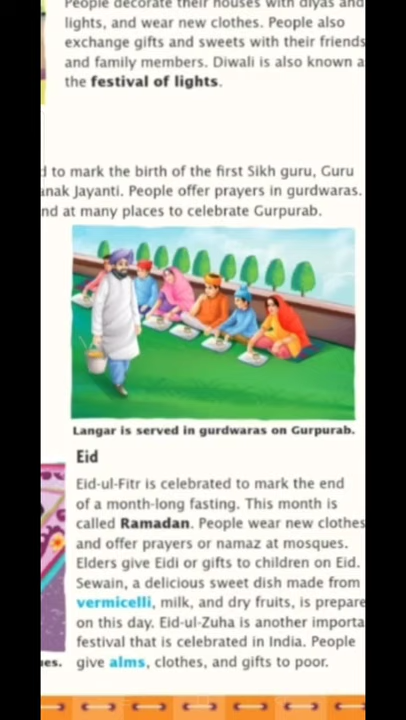 People decorate their houses with diyas and
lights, and wear new clothes. People also
exchange gifts and sweets with their friends
and family members. Diwali is also known a
the festival of lights.
d to mark the birth of the first Sikh guru, Guru
anak Jayanti. People offer prayers in gurdwaras.
nd at many places to celebrate Gurpurab.
Langar is served in gurdwaras on Gurpurab.
Eid
Eid-ul-Fitr is celebrated to mark the end
of a month-long fasting. This month is
called Ramadan. People wear new clothes
and offer prayers or namaz at mosques.
Elders give Eidi or gifts to children on Eid.
Sewain, a delicious sweet dish made from
vermicelli, milk, and dry fruits, is prepare
on this day. Eid-ul-Zuha is another importa
festival that is celebrated in India. People
ues. give alms, clothes, and gifts to poor.